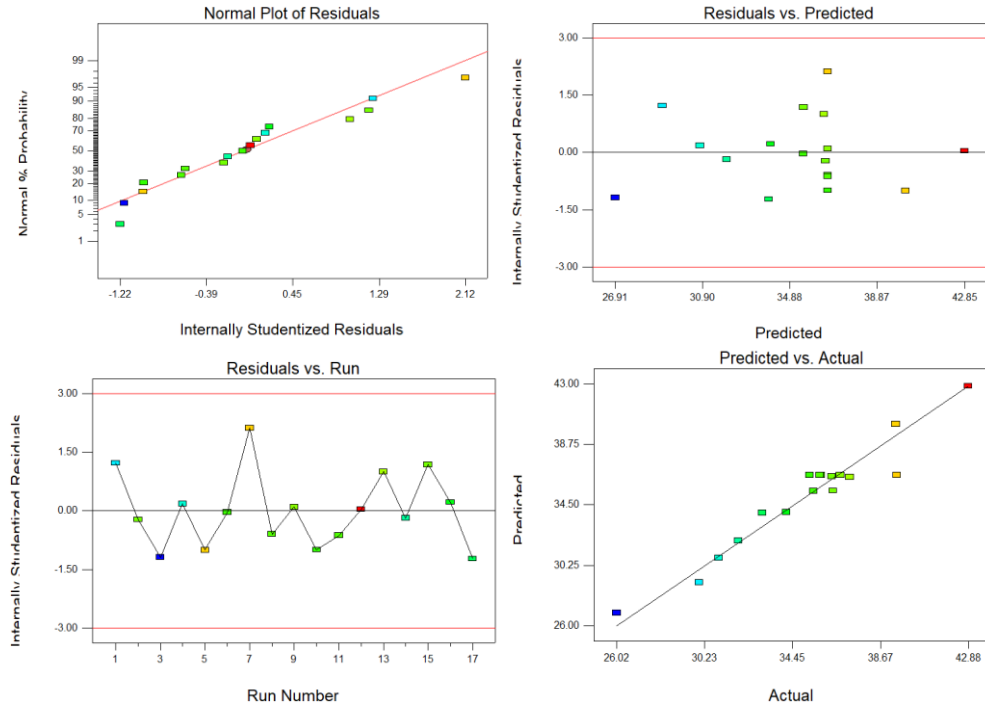 Normal Plot of Residuals
Normal % Probability
99
95
90
80
70
50
30
20
10
5
1
-1.22 -0.39 0.45 1.29 2.12
Internally Studentized Residuals
Residuals vs. Predicted
Internally Studentized Residuals
3.00
1.50
0.00
-1.50
-3.00
26.91 30.90 34.88 38.87 42.85
Predicted
Residuals vs. Run
Internally Studentized Residuals
3.00
1.50
0.00
-1.50
-3.00
1 3 5 7 9 11 13 15 17
Run Number
Predicted vs. Actual
Predicted
43.00
38.75
34.50
30.25
26.00
26.02 30.23 34.45 38.67 42.88
Actual